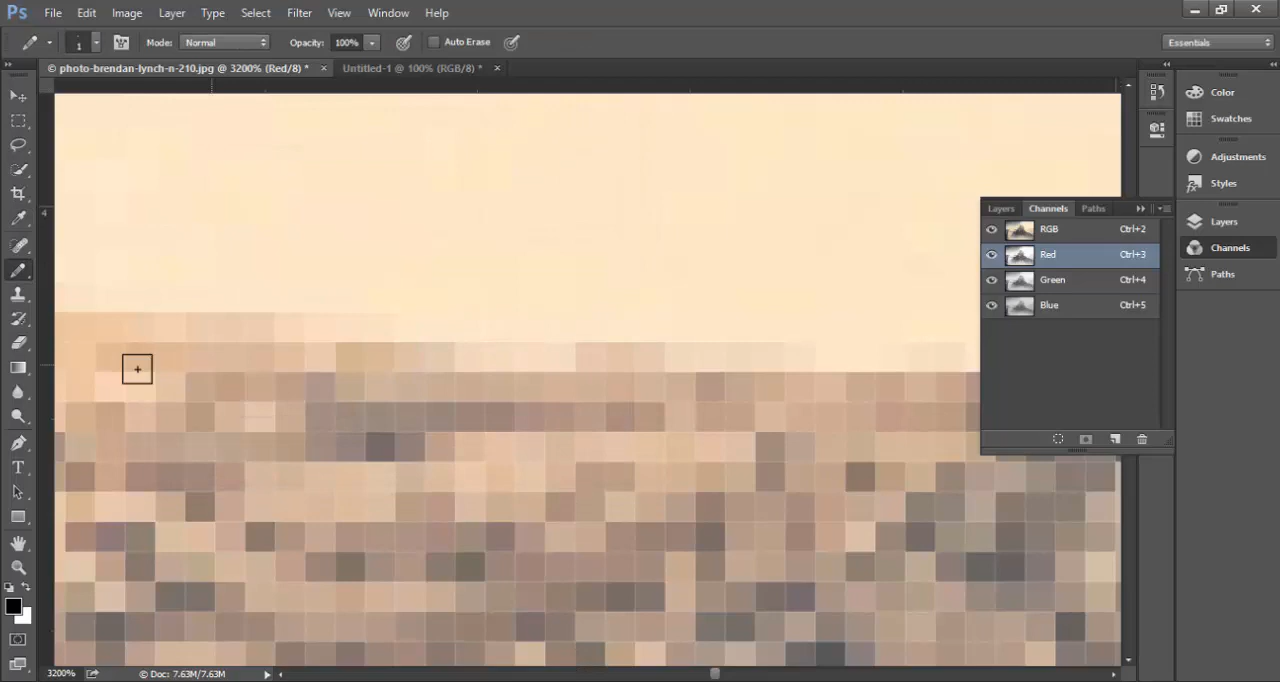 Ps File Edit Image Layer Type Select Filter View Window Help
1 Mode: Normal Opacity: 100% Auto Erase Essentials
© photo-brendan-lynch-n-210.jpg @ 3200% (Red/8) * Untitled-1 @ 100% (RGB/8) *
4
Color
Swatches
Adjustments
Styles
Layers
Channels
Paths
Layers Channels Paths
RGB Ctrl+2
Red Ctrl+3
Green Ctrl+4
Blue Ctrl+5
T
3200% © Doc: 7.63M/7.63M